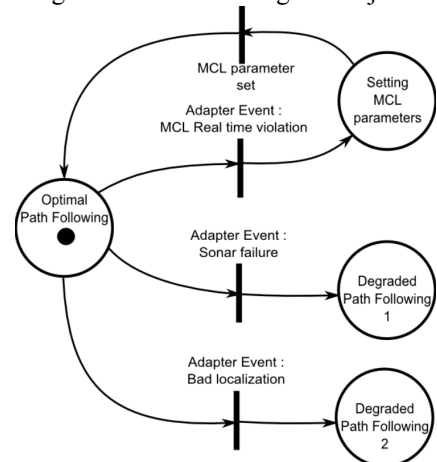 MCL parameter
set
Setting
MCL
parameters
Adapter Event :
MCL Real time violation
Optimal
Path Following
Adapter Event :
Sonar failure
Degraded
Path Following
1
Adapter Event :
Bad localization
Degraded
Path Following
2